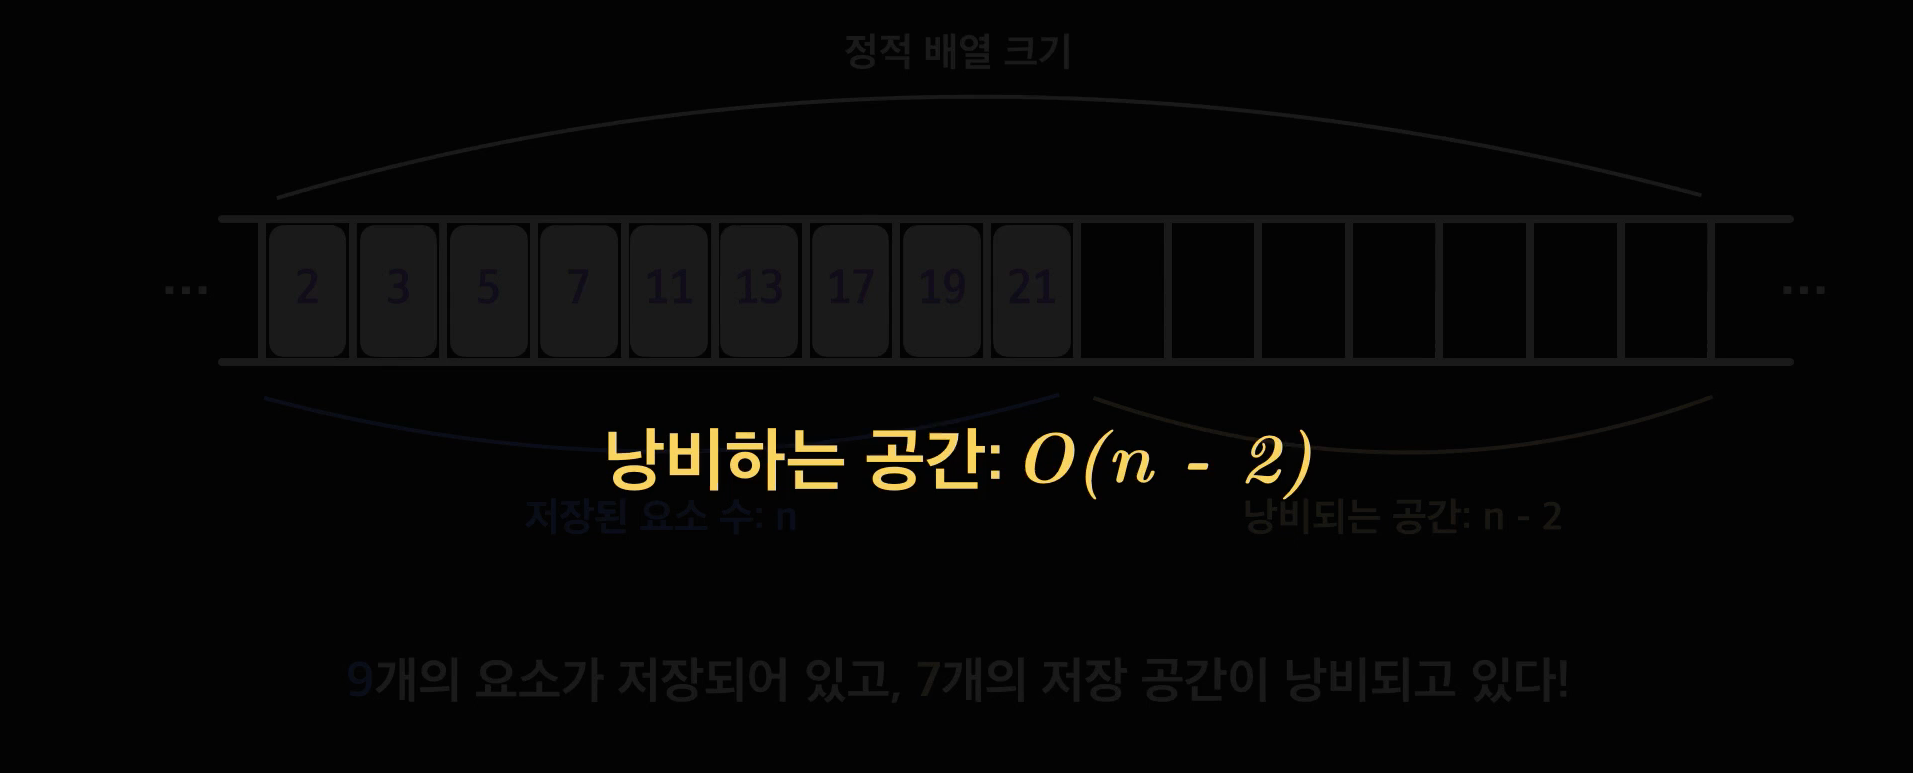 정적 배열 크기
... 2 3 5 7 11 13 17 19 21 ...
낭비하는 공간: O(n - 2)
저장된 요소 수: n 낭비되는 공간: n - 2
9개의 요소가 저장되어 있고, 7개의 저장 공간이 낭비되고 있다!